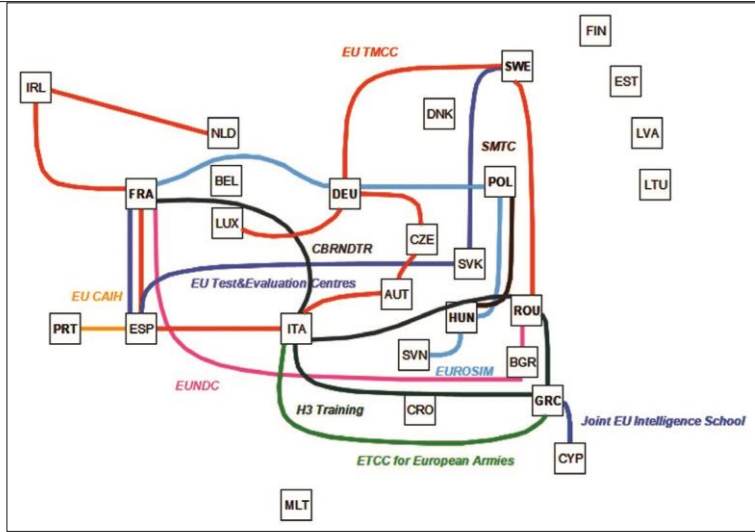 FIN
EU TMCC
SWE
EST
IRL
DNK
NLD
LVA
SMTC
BEL
POL
LTU
FRA
DEU
LUX
CZE
CBRNDTR
SVK
EU Test&Evaluation Centres
EU CAIH
AUT
PRT
ESP
ITA
HUN
ROU
SVN
BGR
EUROSIM
EUNDC
GRC
H3 Training
CRO
Joint EU Intelligence School
ETCC for European Armies
CYP
MLT